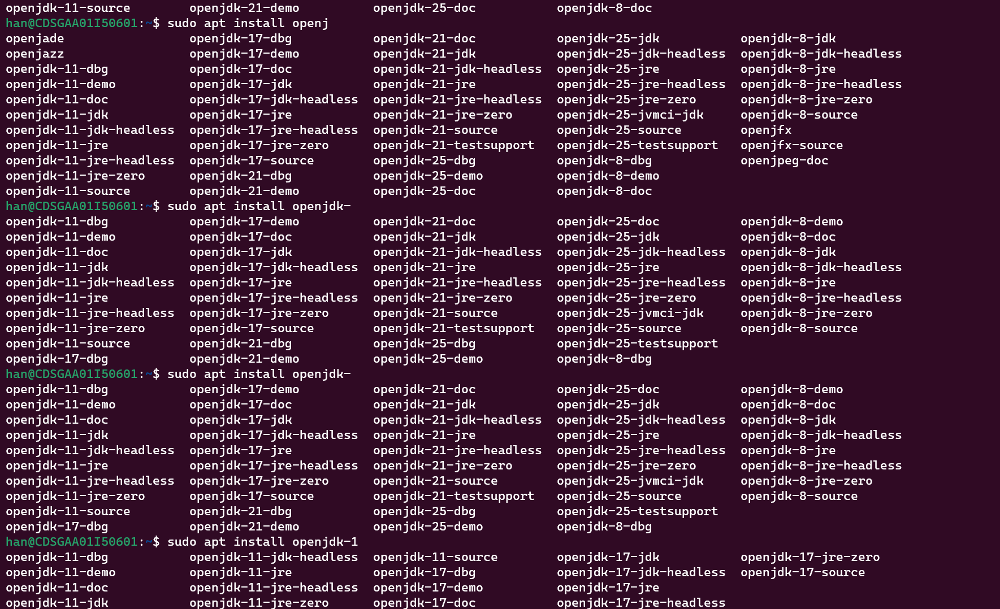 openjdk-11-source        openjdk-21-demo          openjdk-25-doc           openjdk-8-doc
han@CDSGAA01I50601:~$ sudo apt install openj
openjade                 openjdk-17-dbg           openjdk-21-doc           openjdk-25-jdk           openjdk-8-jdk
openjazz                 openjdk-17-demo          openjdk-21-jdk           openjdk-25-jdk-headless  openjdk-8-jdk-headless
openjdk-11-dbg           openjdk-17-doc           openjdk-21-jdk-headless  openjdk-25-jre           openjdk-8-jre
openjdk-11-demo          openjdk-17-jdk           openjdk-21-jre           openjdk-25-jre-headless  openjdk-8-jre-headless
openjdk-11-doc           openjdk-17-jdk-headless  openjdk-21-jre-headless  openjdk-25-jre-zero      openjdk-8-jre-zero
openjdk-11-jdk           openjdk-17-jre           openjdk-21-jre-zero      openjdk-25-jvmci-jdk     openjdk-8-source
openjdk-11-jdk-headless  openjdk-17-jre-headless  openjdk-21-source        openjdk-25-source        openjfx
openjdk-11-jre           openjdk-17-jre-zero      openjdk-21-testsupport   openjdk-25-testsupport   openjfx-source
openjdk-11-jre-headless  openjdk-17-source        openjdk-25-dbg           openjdk-8-dbg            openjpeg-doc
openjdk-11-jre-zero      openjdk-21-dbg           openjdk-25-demo          openjdk-8-demo
openjdk-11-source        openjdk-21-demo          openjdk-25-doc           openjdk-8-doc
han@CDSGAA01I50601:~$ sudo apt install openjdk-
openjdk-11-dbg           openjdk-17-demo          openjdk-21-doc           openjdk-25-doc           openjdk-8-demo
openjdk-11-demo          openjdk-17-doc           openjdk-21-jdk           openjdk-25-jdk           openjdk-8-doc
openjdk-11-doc           openjdk-17-jdk           openjdk-21-jdk-headless  openjdk-25-jdk-headless  openjdk-8-jdk
openjdk-11-jdk           openjdk-17-jdk-headless  openjdk-21-jre           openjdk-25-jre           openjdk-8-jdk-headless
openjdk-11-jdk-headless  openjdk-17-jre           openjdk-21-jre-headless  openjdk-25-jre-headless  openjdk-8-jre
openjdk-11-jre           openjdk-17-jre-headless  openjdk-21-jre-zero      openjdk-25-jre-zero      openjdk-8-jre-headless
openjdk-11-jre-headless  openjdk-17-jre-zero      openjdk-21-source        openjdk-25-jvmci-jdk     openjdk-8-jre-zero
openjdk-11-jre-zero      openjdk-17-source        openjdk-21-testsupport   openjdk-25-source        openjdk-8-source
openjdk-11-source        openjdk-21-dbg           openjdk-25-dbg           openjdk-25-testsupport
openjdk-17-dbg           openjdk-21-demo          openjdk-25-demo          openjdk-8-dbg
han@CDSGAA01I50601:~$ sudo apt install openjdk-
openjdk-11-dbg           openjdk-17-demo          openjdk-21-doc           openjdk-25-doc           openjdk-8-demo
openjdk-11-demo          openjdk-17-doc           openjdk-21-jdk           openjdk-25-jdk           openjdk-8-doc
openjdk-11-doc           openjdk-17-jdk           openjdk-21-jdk-headless  openjdk-25-jdk-headless  openjdk-8-jdk
openjdk-11-jdk           openjdk-17-jdk-headless  openjdk-21-jre           openjdk-25-jre           openjdk-8-jdk-headless
openjdk-11-jdk-headless  openjdk-17-jre           openjdk-21-jre-headless  openjdk-25-jre-headless  openjdk-8-jre
openjdk-11-jre           openjdk-17-jre-headless  openjdk-21-jre-zero      openjdk-25-jre-zero      openjdk-8-jre-headless
openjdk-11-jre-headless  openjdk-17-jre-zero      openjdk-21-source        openjdk-25-jvmci-jdk     openjdk-8-jre-zero
openjdk-11-jre-zero      openjdk-17-source        openjdk-21-testsupport   openjdk-25-source        openjdk-8-source
openjdk-11-source        openjdk-21-dbg           openjdk-25-dbg           openjdk-25-testsupport
openjdk-17-dbg           openjdk-21-demo          openjdk-25-demo          openjdk-8-dbg
han@CDSGAA01I50601:~$ sudo apt install openjdk-1
openjdk-11-dbg           openjdk-11-jdk-headless  openjdk-11-source        openjdk-17-jdk           openjdk-17-jre-zero
openjdk-11-demo          openjdk-11-jre           openjdk-17-dbg           openjdk-17-jdk-headless  openjdk-17-source
openjdk-11-doc           openjdk-11-jre-headless  openjdk-17-demo          openjdk-17-jre
openjdk-11-jdk           openjdk-11-jre-zero      openjdk-17-doc           openjdk-17-jre-headless